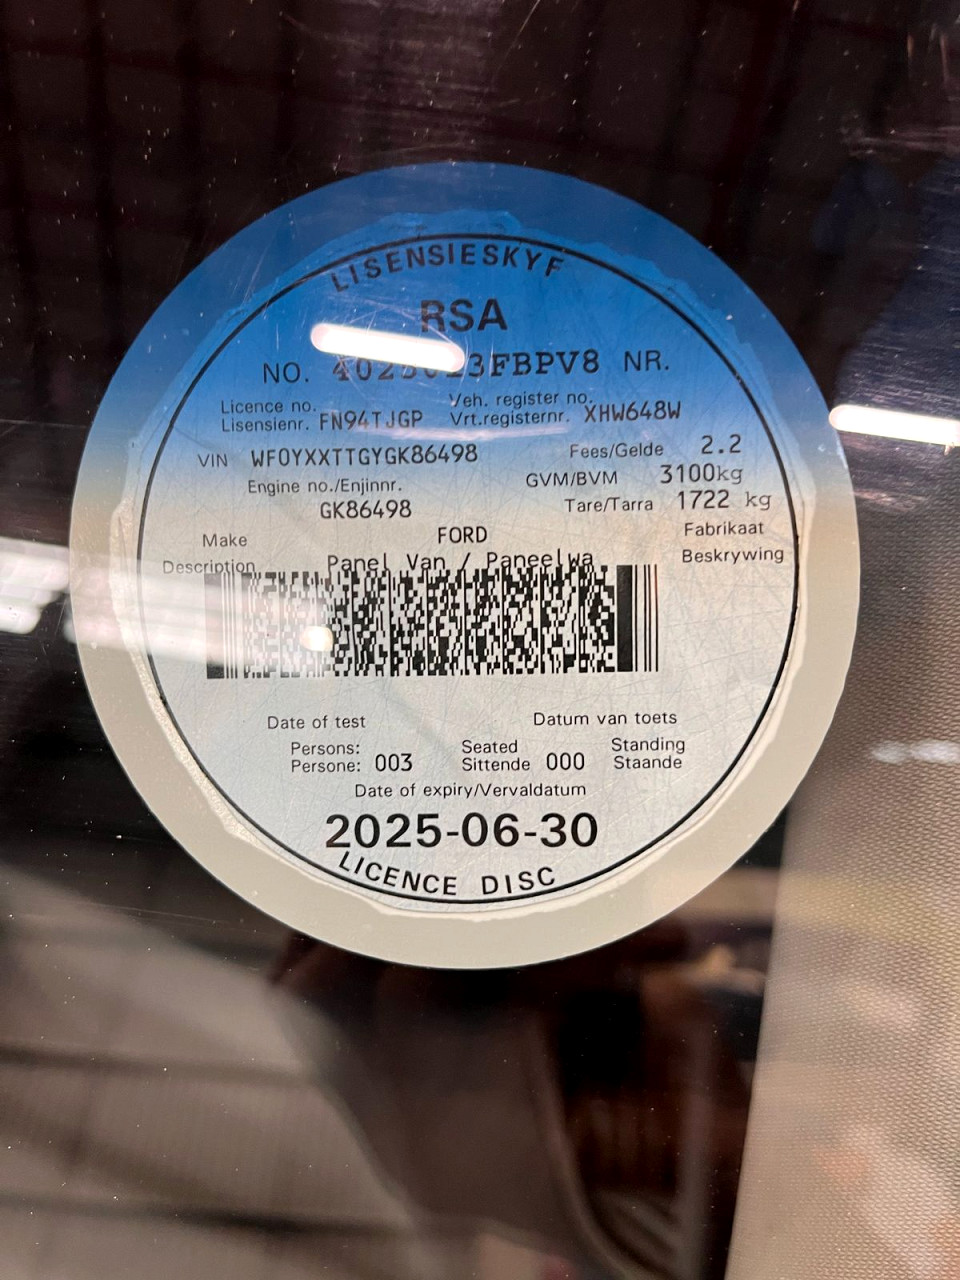 LISENSIESKYF
RSA
NO. NR.
Licence no. Veh. register no.
Lisensienr. FN94TJGP Vrt.registernr. XHW648W
VIN WF0YXXTTGYGK86498 Fees/Gelde 2.2
Engine no./Enjinnr. GVM/BVM 3100kg
GK86498 Tare/Tarra 1722 kg
Make FORD Fabrikaat
Description Panel Van / Paneelwa Beskrywing
Date of test Datum van toets
Persons: Seated Standing
Persone: 003 Sittende 000 Staande
Date of expiry/Vervaldatum
2025-06-30
LICENCE DISC